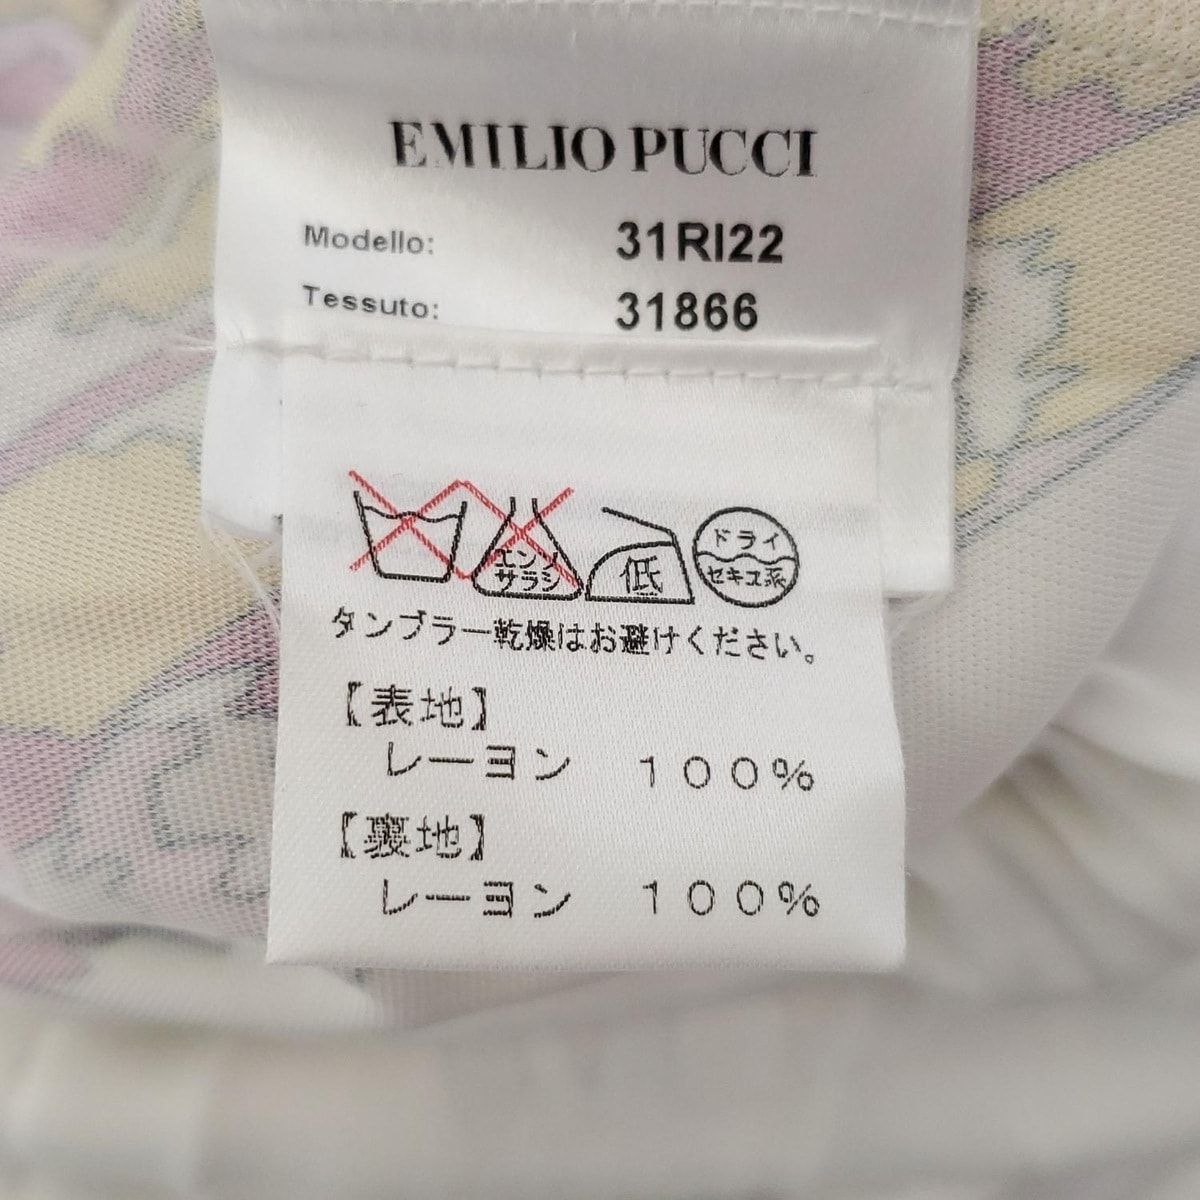 EMILIO PUCCI
Modello: 31RI22
Tessuto: 31866
エンソ
サラシ
低
ドライ
セキユ系
タンブラー乾燥はお避けください。
【表地】
レーヨン 100%
【裏地】
レーヨン 100%